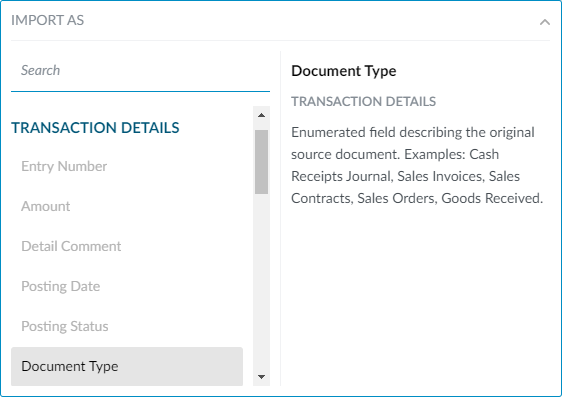 IMPORT AS
Search
TRANSACTION DETAILS
Entry Number
Amount
Detail Comment
Posting Date
Posting Status
Document Type
Document Type
TRANSACTION DETAILS
Enumerated field describing the original
source document. Examples: Cash
Receipts Journal, Sales Invoices, Sales
Contracts, Sales Orders, Goods Received.